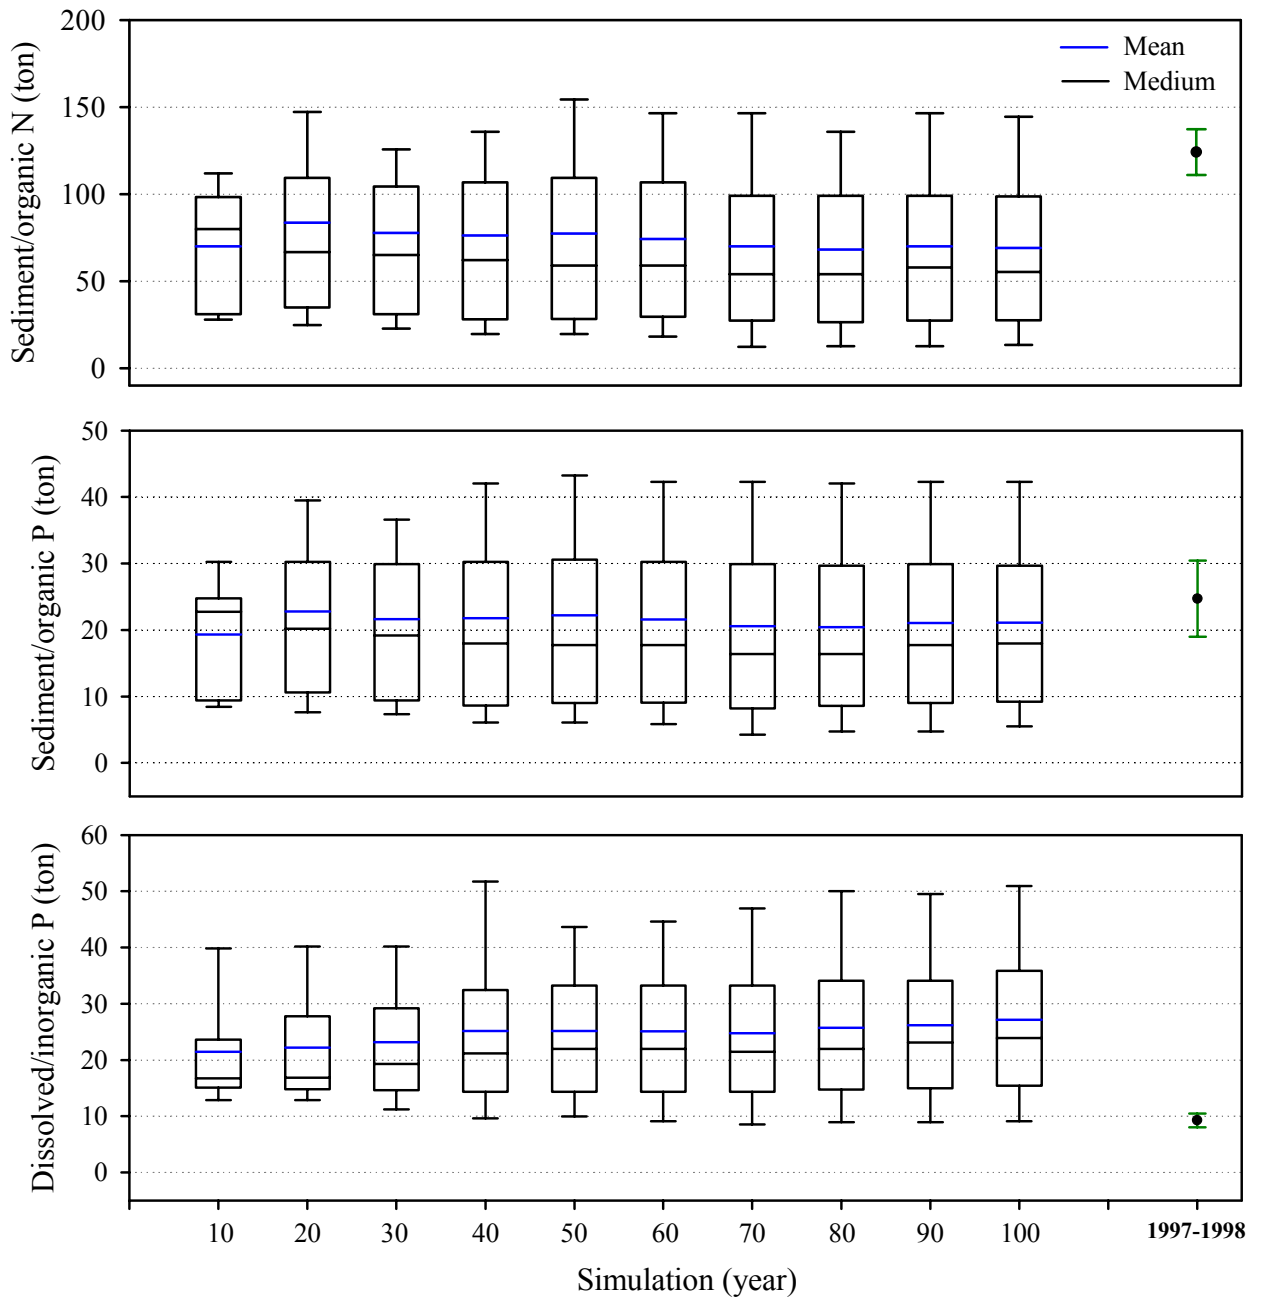 Sediment/organic N (ton)
200
150
100
50
0
Mean
Medium
Sediment/organic P (ton)
50
40
30
20
10
0
Dissolved/inorganic P (ton)
60
50
40
30
20
10
0
10 20 30 40 50 60 70 80 90 100 1997-1998
Simulation (year)